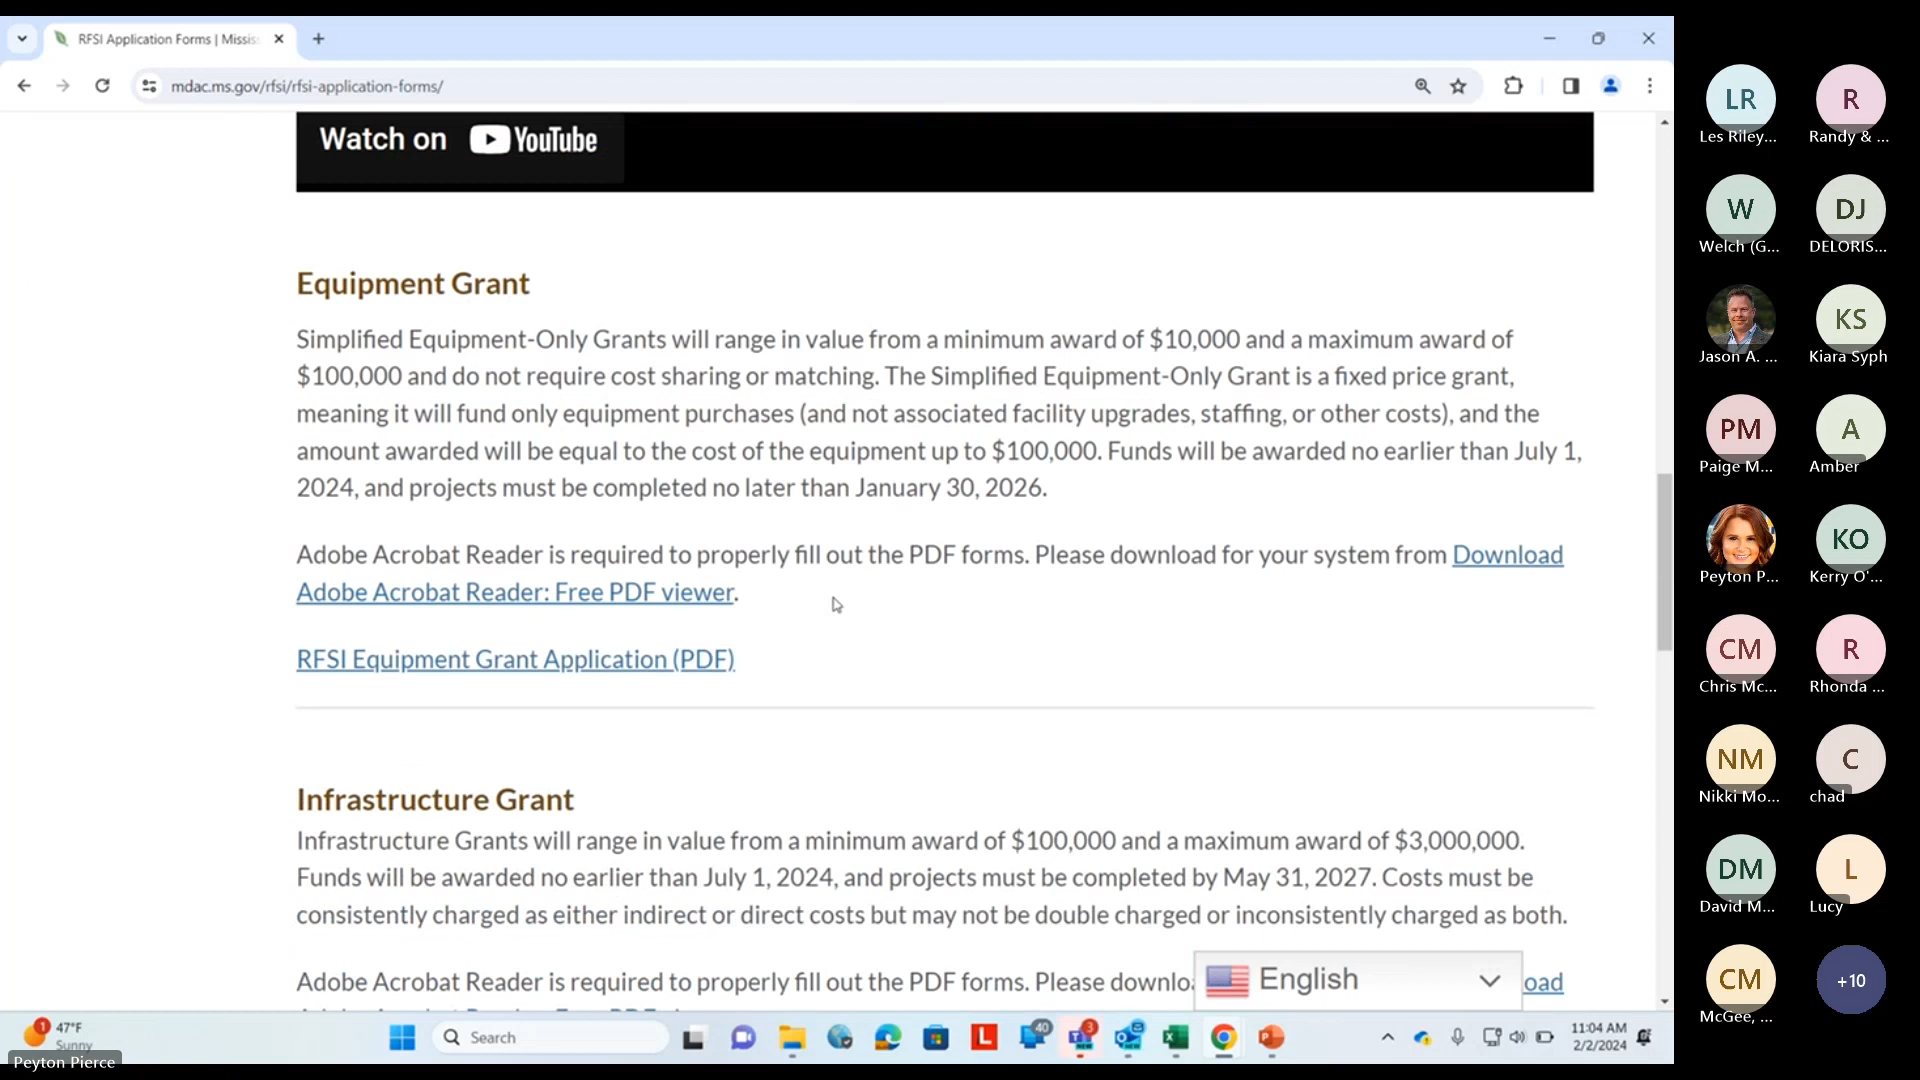 RFSI Application Forms | Missis
mdac.ms.gov/rfsi/rfsi-application-forms/
Watch on YouTube
Equipment Grant
Simplified Equipment-Only Grants will range in value from a minimum award of $10,000 and a maximum award of
$100,000 and do not require cost sharing or matching. The Simplified Equipment-Only Grant is a fixed price grant,
meaning it will fund only equipment purchases (and not associated facility upgrades, staffing, or other costs), and the
amount awarded will be equal to the cost of the equipment up to $100,000. Funds will be awarded no earlier than July 1,
2024, and projects must be completed no later than January 30, 2026.
Adobe Acrobat Reader is required to properly fill out the PDF forms. Please download for your system from Download
Adobe Acrobat Reader: Free PDF viewer.
RFSI Equipment Grant Application (PDF)
Infrastructure Grant
Infrastructure Grants will range in value from a minimum award of $100,000 and a maximum award of $3,000,000.
Funds will be awarded no earlier than July 1, 2024, and projects must be completed by May 31, 2027. Costs must be
consistently charged as either indirect or direct costs but may not be double charged or inconsistently charged as both.
Adobe Acrobat Reader is required to properly fill out the PDF forms. Please downlo
oad
English
1
47°F
Sunny
Search
L
40
3
NEW
NEW
11:04 AM
2/2/2024
Peyton Pierce
LR
R
Les Riley...
Randy & ...
W
DJ
Welch (G...
DELORIS...
KS
Jason A. ...
Kiara Syph
PM
A
Paige M...
Amber
KO
Peyton P...
Kerry O'...
CM
R
Chris Mc...
Rhonda ...
NM
C
Nikki Mo...
chad
DM
L
David M...
Lucy
CM
+10
McGee, ...